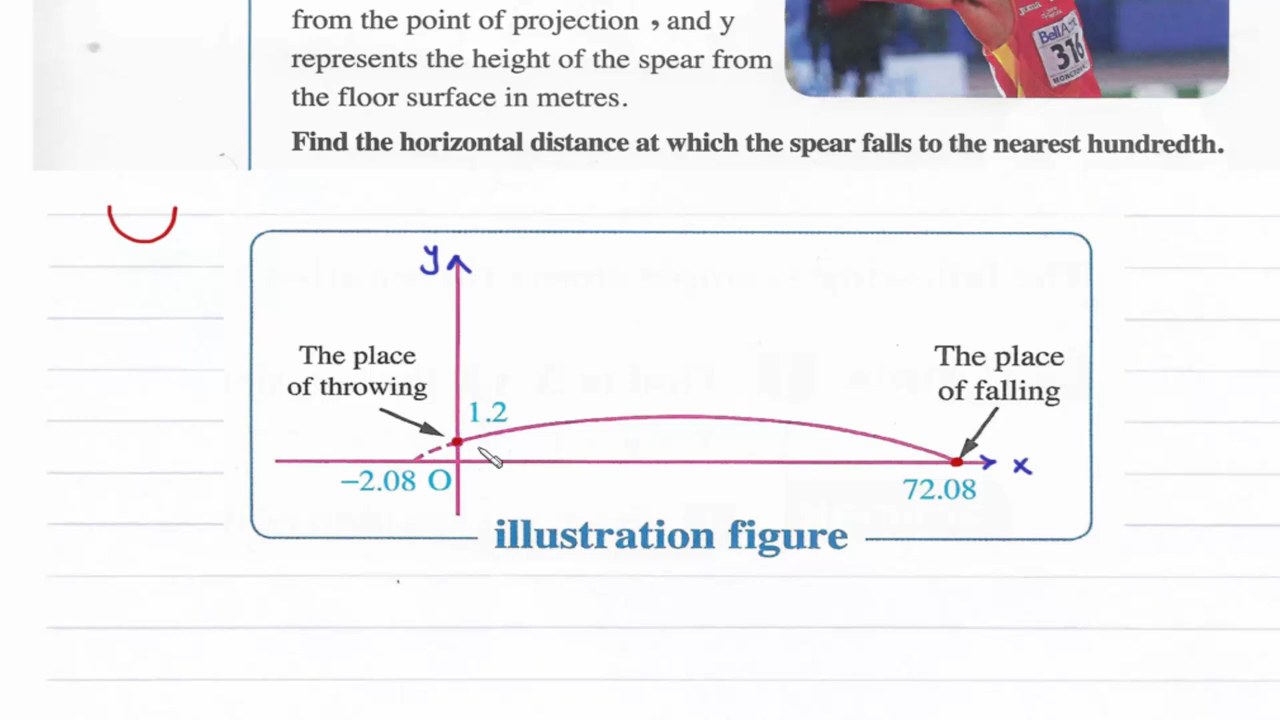 from the point of projection , and y
represents the height of the spear from
the floor surface in metres.
Find the horizontal distance at which the spear falls to the nearest hundredth.
BellA
316
y
The place
of throwing
1.2
The place
of falling
−2.08 O
72.08
x
illustration figure